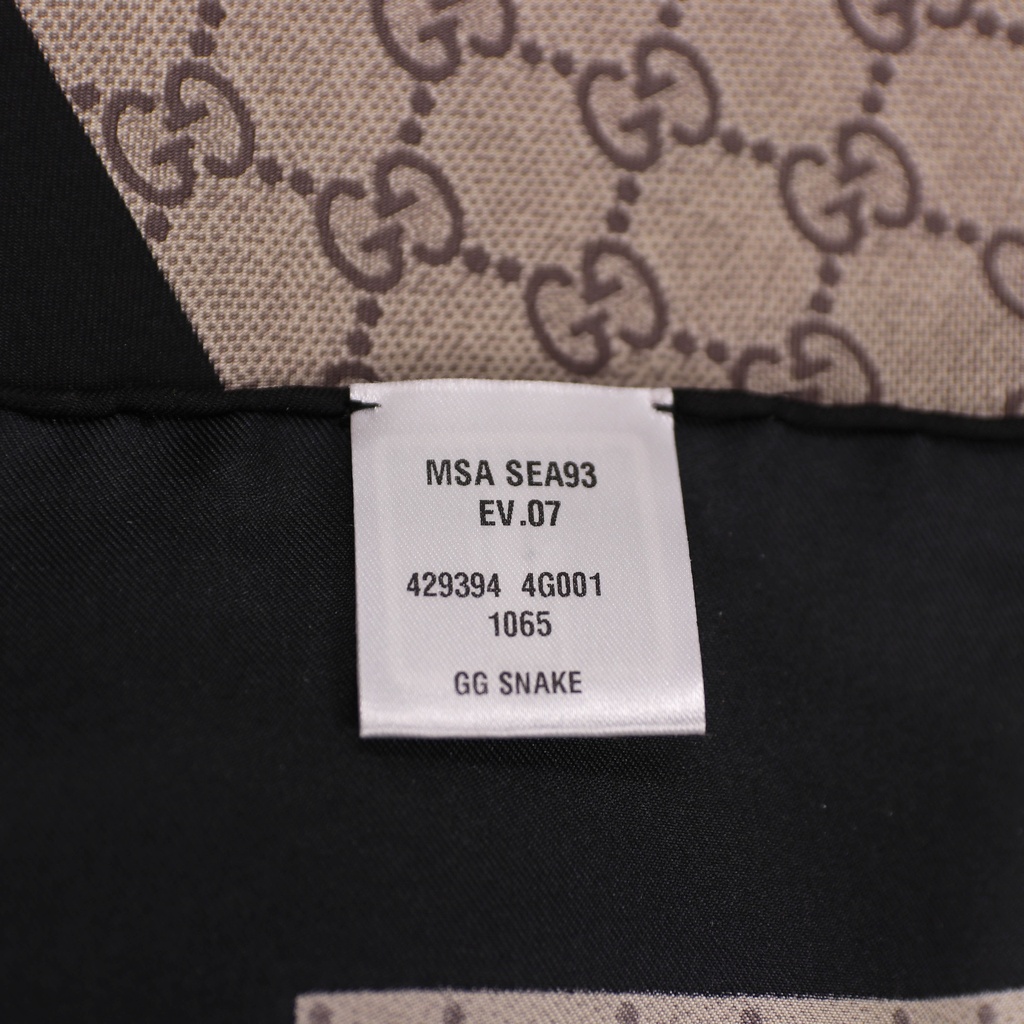 MSA SEA93
EV.07
429394 4G001
1065
GG SNAKE